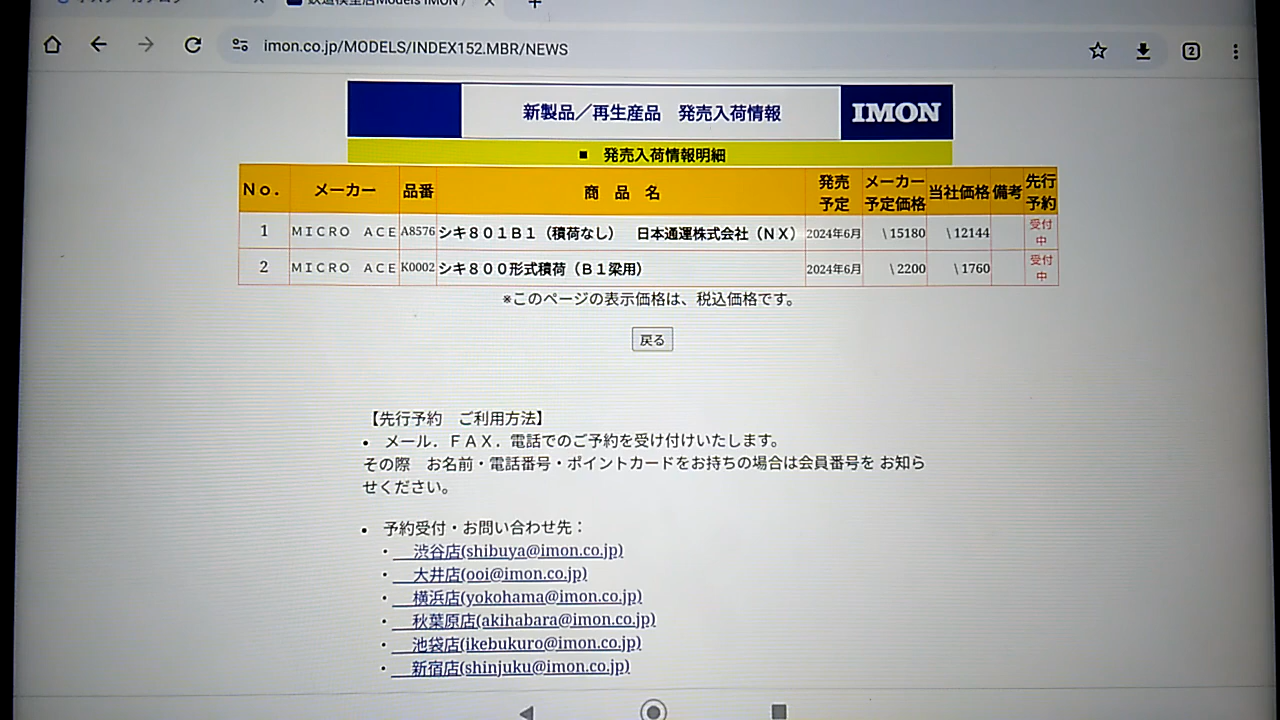 imon.co.jp/MODELS/INDEX152.MBR/NEWS
2
新製品／再生産品　発売入荷情報
IMON
■　発売入荷情報明細
Ｎｏ． メーカー 品番 商　品　名 発売予定 メーカー予定価格 当社価格 備考 先行予約
1 ＭＩＣＲＯ　ＡＣＥ A8576 シキ８０１Ｂ１（積荷なし）　日本通運株式会社（ＮＸ） 2024年6月 \15180 \12144 受付中
2 ＭＩＣＲＯ　ＡＣＥ K0002 シキ８００形式積荷（Ｂ１梁用） 2024年6月 \2200 \1760 受付中
※このページの表示価格は、税込価格です。
戻る
【先行予約　ご利用方法】
• メール．ＦＡＸ．電話でのご予約を受け付けいたします。
その際　お名前・電話番号・ポイントカードをお持ちの場合は会員番号を お知ら
せください。
• 予約受付・お問い合わせ先：
・　渋谷店(shibuya@imon.co.jp)
・　大井店(ooi@imon.co.jp)
・　横浜店(yokohama@imon.co.jp)
・　秋葉原店(akihabara@imon.co.jp)
・　池袋店(ikebukuro@imon.co.jp)
・　新宿店(shinjuku@imon.co.jp)